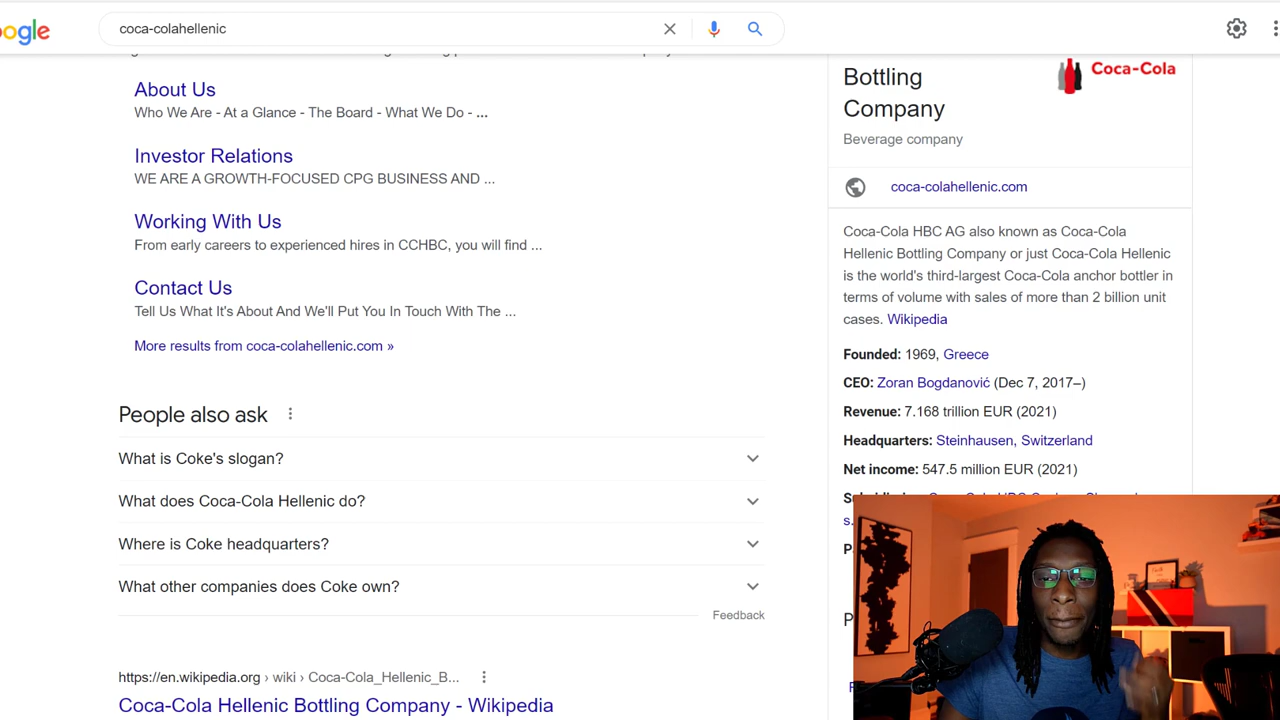 ogle
coca-colahellenic
About Us
Who We Are - At a Glance - The Board - What We Do - ...
Investor Relations
WE ARE A GROWTH-FOCUSED CPG BUSINESS AND ...
Working With Us
From early careers to experienced hires in CCHBC, you will find ...
Contact Us
Tell Us What It's About And We'll Put You In Touch With The ...
More results from coca-colahellenic.com »
People also ask
What is Coke's slogan?
What does Coca-Cola Hellenic do?
Where is Coke headquarters?
What other companies does Coke own?
Feedback
https://en.wikipedia.org › wiki › Coca-Cola_Hellenic_B...
Coca-Cola Hellenic Bottling Company - Wikipedia
Bottling
Company
Coca-Cola
Beverage company
coca-colahellenic.com
Coca-Cola HBC AG also known as Coca-Cola
Hellenic Bottling Company or just Coca-Cola Hellenic
is the world's third-largest Coca-Cola anchor bottler in
terms of volume with sales of more than 2 billion unit
cases. Wikipedia
Founded: 1969, Greece
CEO: Zoran Bogdanović (Dec 7, 2017–)
Revenue: 7.168 trillion EUR (2021)
Headquarters: Steinhausen, Switzerland
Net income: 547.5 million EUR (2021)
s.
P
P